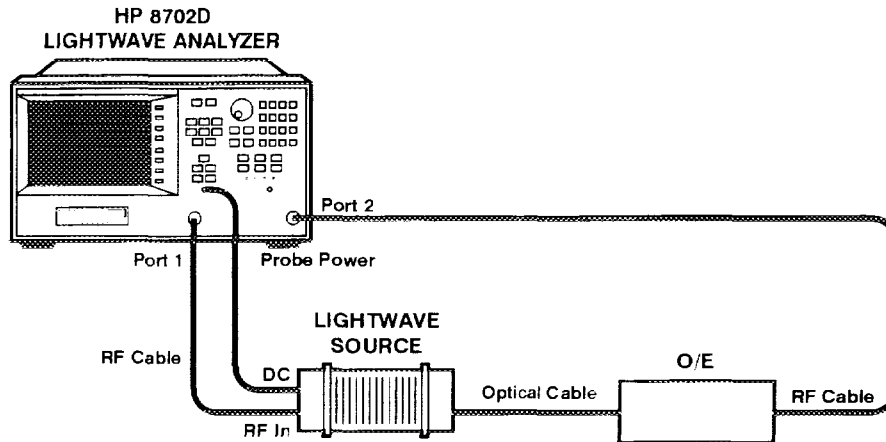 HP 8702D
LIGHTWAVE ANALYZER
Port 2
Port 1
Probe Power
LIGHTWAVE
SOURCE
RF Cable
DC
O/E
Optical Cable
RF Cable
RF In